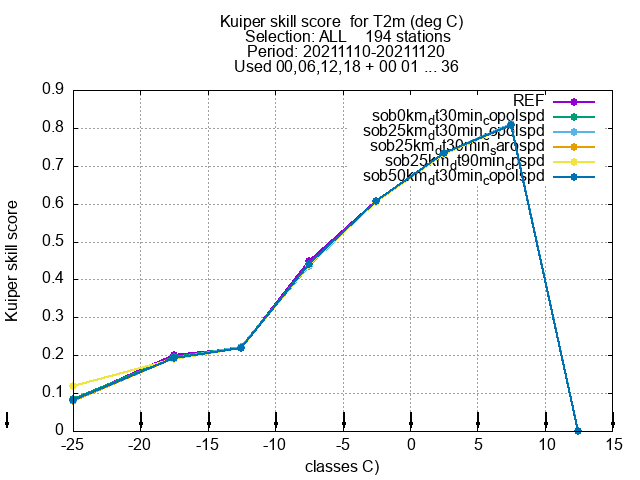 Kuiper skill score  for T2m (deg C)
Selection: ALL    194 stations
Period: 20211110-20211120
Used 00,06,12,18 + 00 01 ... 36
REF
sob0km_dt30min_copolspd
sob25km_dt30min_copolspd
sob25km_dt30min_sarospd
sob25km_dt90min_cpspd
sob50km_dt30min_copolspd
Kuiper skill score
0.9
0.8
0.7
0.6
0.5
0.4
0.3
0.2
0.1
0
-25 -20 -15 -10 -5 0 5 10 15
classes C)